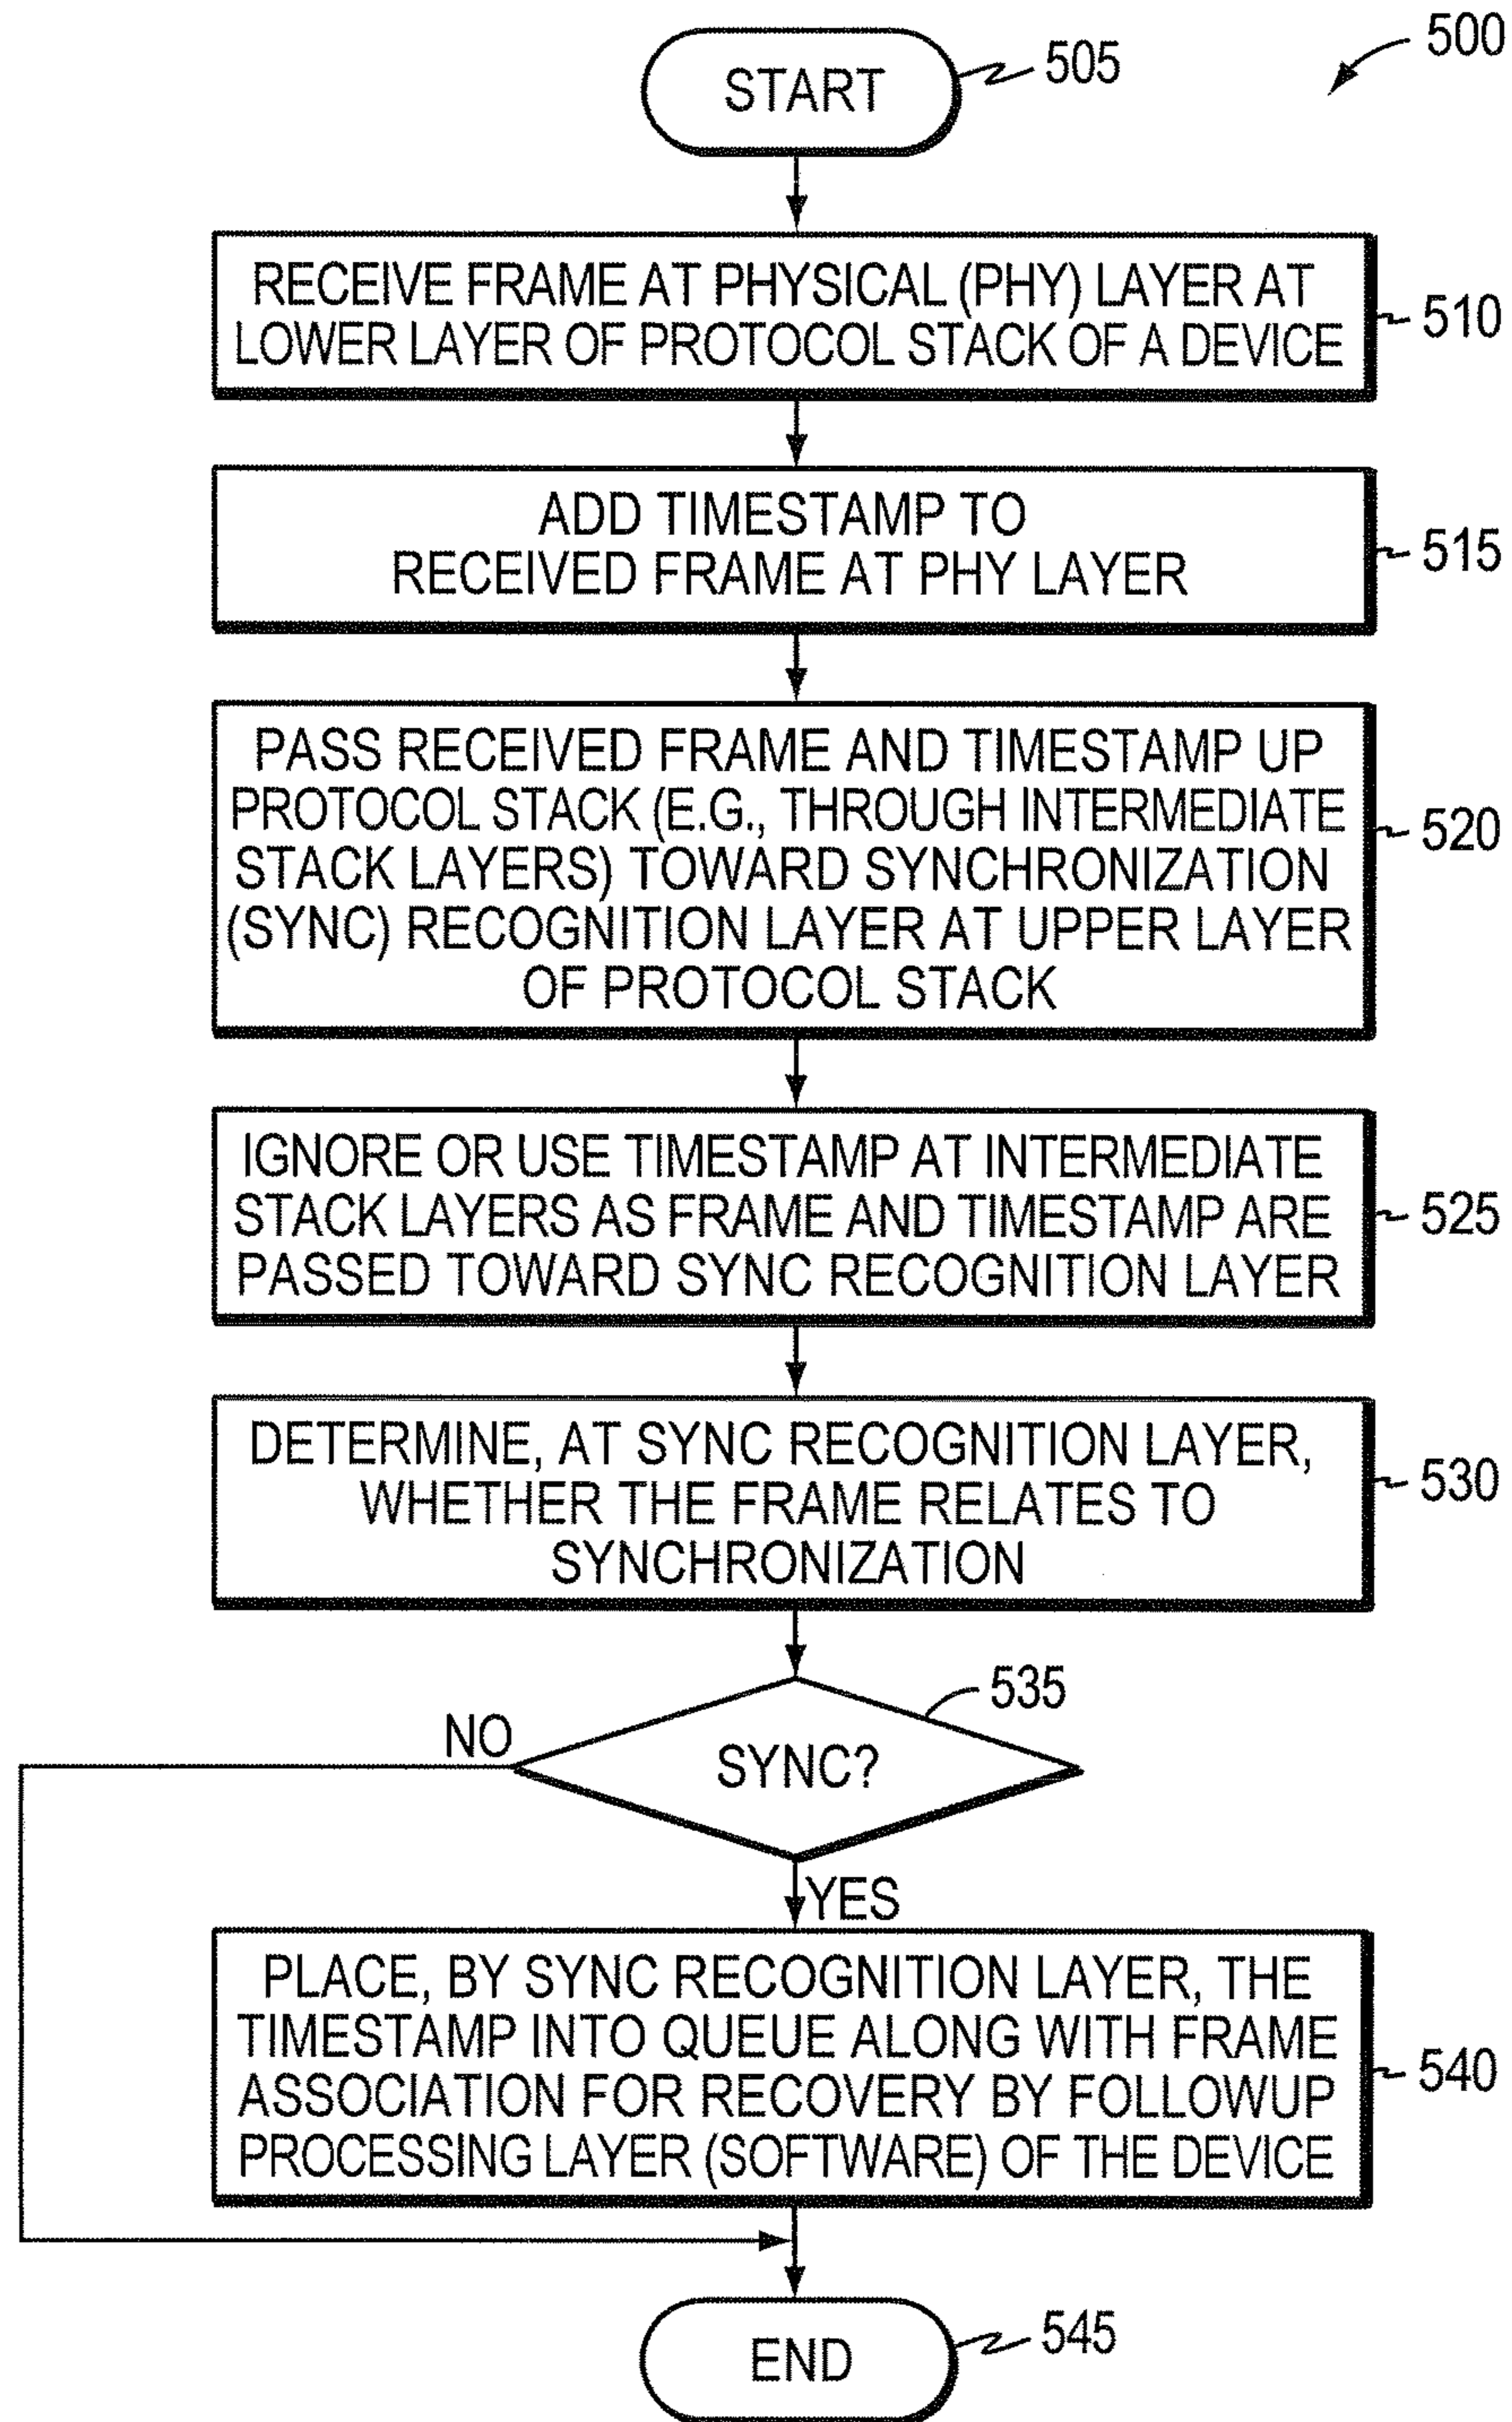 500
START
505
RECEIVE FRAME AT PHYSICAL (PHY) LAYER AT
LOWER LAYER OF PROTOCOL STACK OF A DEVICE
510
ADD TIMESTAMP TO
RECEIVED FRAME AT PHY LAYER
515
PASS RECEIVED FRAME AND TIMESTAMP UP
PROTOCOL STACK (E.G., THROUGH INTERMEDIATE
STACK LAYERS) TOWARD SYNCHRONIZATION
(SYNC) RECOGNITION LAYER AT UPPER LAYER
OF PROTOCOL STACK
520
IGNORE OR USE TIMESTAMP AT INTERMEDIATE
STACK LAYERS AS FRAME AND TIMESTAMP ARE
PASSED TOWARD SYNC RECOGNITION LAYER
525
DETERMINE, AT SYNC RECOGNITION LAYER,
WHETHER THE FRAME RELATES TO
SYNCHRONIZATION
530
535
NO
SYNC?
YES
PLACE, BY SYNC RECOGNITION LAYER, THE
TIMESTAMP INTO QUEUE ALONG WITH FRAME
ASSOCIATION FOR RECOVERY BY FOLLOWUP
PROCESSING LAYER (SOFTWARE) OF THE DEVICE
540
END
545